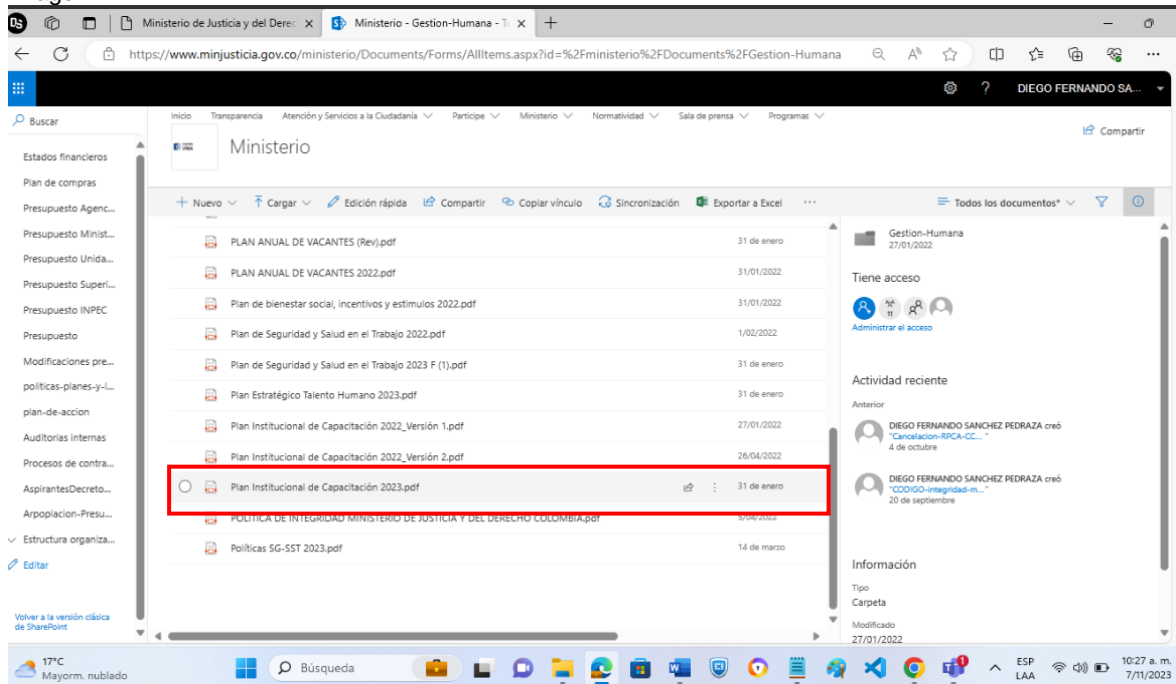 Ministerio de Justicia y del Derec
Ministerio - Gestion-Humana - To
https://www.minjusticia.gov.co/ministerio/Documents/Forms/AllItems.aspx?id=%2Fministerio%2FDocuments%2FGestion-Humana
DIEGO FERNANDO SA...
Buscar
Inicio Transparencia Atención y Servicios a la Ciudadanía Participe Ministerio Normatividad Sala de prensa Programas
Compartir
Ministerio
Estados financieros
Plan de compras
Presupuesto Agenc...
Presupuesto Minist...
Presupuesto Unida...
Presupuesto Superi...
Presupuesto INPEC
Presupuesto
Modificaciones pre...
politicas-planes-y-l...
plan-de-accion
Auditorias internas
Procesos de contra...
AspirantesDecreto...
Arpopiacion-Presu...
Estructura organiza...
Editar
Volver a la versión clásica
de SharePoint
+ Nuevo Cargar Edición rápida Compartir Copiar vínculo Sincronización Exportar a Excel ... Todos los documentos*
PLAN ANUAL DE VACANTES (Rev).pdf 31 de enero
PLAN ANUAL DE VACANTES 2022.pdf 31/01/2022
Plan de bienestar social, incentivos y estimulos 2022.pdf 31/01/2022
Plan de Seguridad y Salud en el Trabajo 2022.pdf 1/02/2022
Plan de Seguridad y Salud en el Trabajo 2023 F (1).pdf 31 de enero
Plan Estratégico Talento Humano 2023.pdf 31 de enero
Plan Institucional de Capacitación 2022_Versión 1.pdf 27/01/2022
Plan Institucional de Capacitación 2022_Versión 2.pdf 26/04/2022
Plan Institucional de Capacitación 2023.pdf 31 de enero
POLITICA DE INTEGRIDAD MINISTERIO DE JUSTICIA Y DEL DERECHO COLOMBIA.pdf 5/04/2022
Políticas SG-SST 2023.pdf 14 de marzo
Gestion-Humana
27/01/2022
Tiene acceso
11
Administrar el acceso
Actividad reciente
Anterior
DIEGO FERNANDO SANCHEZ PEDRAZA creó
"Cancelacion-RPCA-CC... "
4 de octubre
DIEGO FERNANDO SANCHEZ PEDRAZA creó
"CODIGO-integridad-m... "
20 de septiembre
Información
Tipo
Carpeta
Modificado
27/01/2022
17°C
Mayorm. nublado
Búsqueda
ESP
LAA
10:27 a. m.
7/11/2023